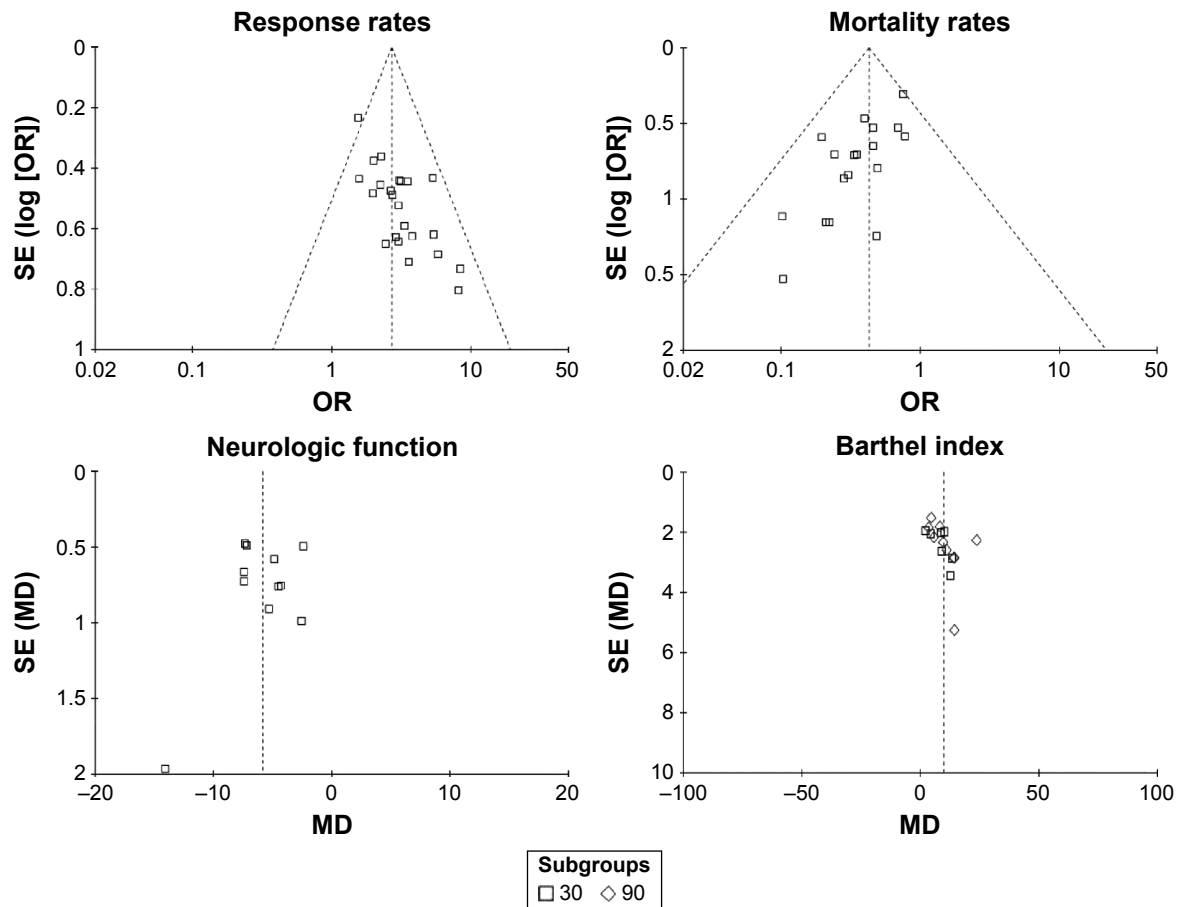 Response rates
0
0.2
0.4
0.6
0.8
1
SE (log [OR])
0.02 0.1 1 10 50
OR
Mortality rates
0
0.5
1
0.5
2
SE (log [OR])
0.02 0.1 1 10 50
OR
Neurologic function
0
0.5
1
1.5
2
SE (MD)
–20 –10 0 10 20
MD
Barthel index
0
2
4
6
8
10
SE (MD)
–100 –50 0 50 100
MD
Subgroups
30 90